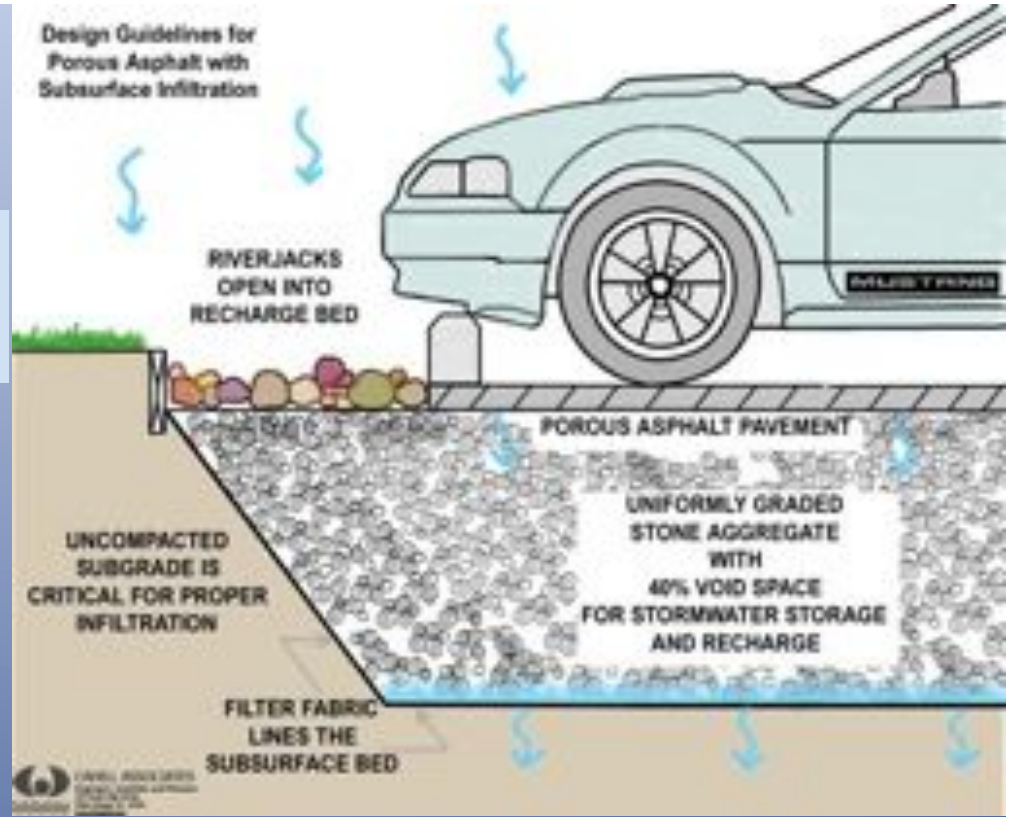 Design Guidelines for
Porous Asphalt with
Subsurface Infiltration
RIVERJACKS
OPEN INTO
RECHARGE BED
MUSTANG
POROUS ASPHALT PAVEMENT
UNIFORMLY GRADED
STONE AGGREGATE
WITH
40% VOID SPACE
FOR STORMWATER STORAGE
AND RECHARGE
UNCOMPACTED
SUBGRADE IS
CRITICAL FOR PROPER
INFILTRATION
FILTER FABRIC
LINES THE
SUBSURFACE BED
CAHILL ASSOCIATES